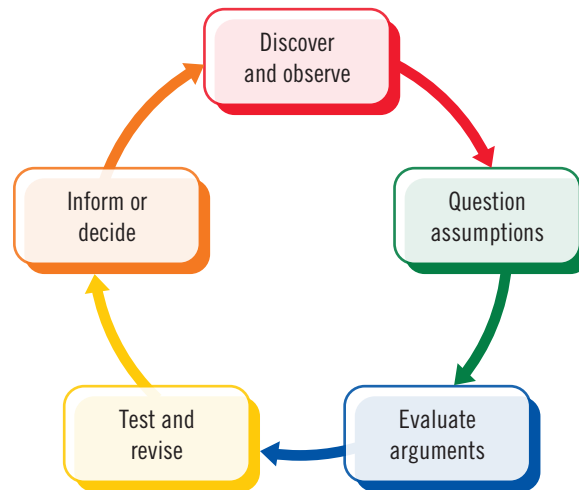 Discover
and observe
Question
assumptions
Evaluate
arguments
Test and
revise
Inform or
decide